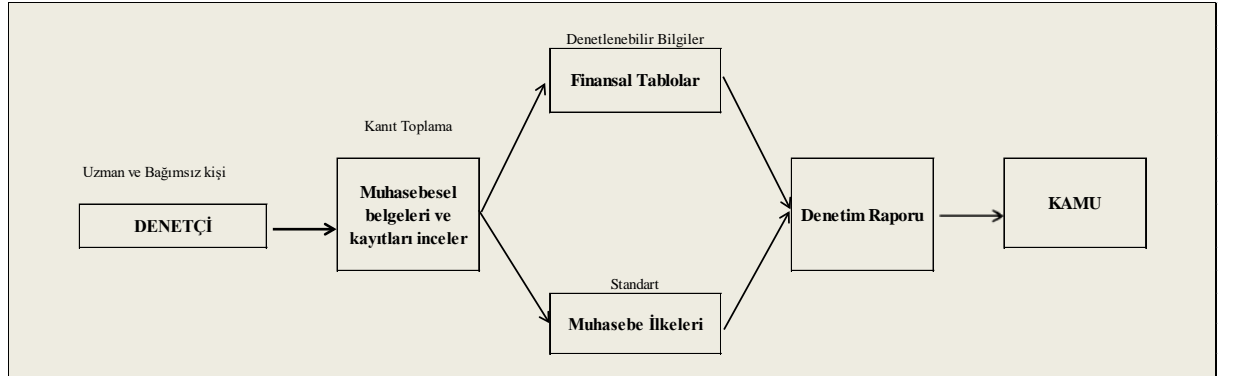 Uzman ve Bağımsız kişi
DENETÇİ
Kanıt Toplama
Muhasebesel
belgeleri ve
kayıtları inceler
Denetlenebilir Bilgiler
Finansal Tablolar
Standart
Muhasebe İlkeleri
Denetim Raporu
KAMU